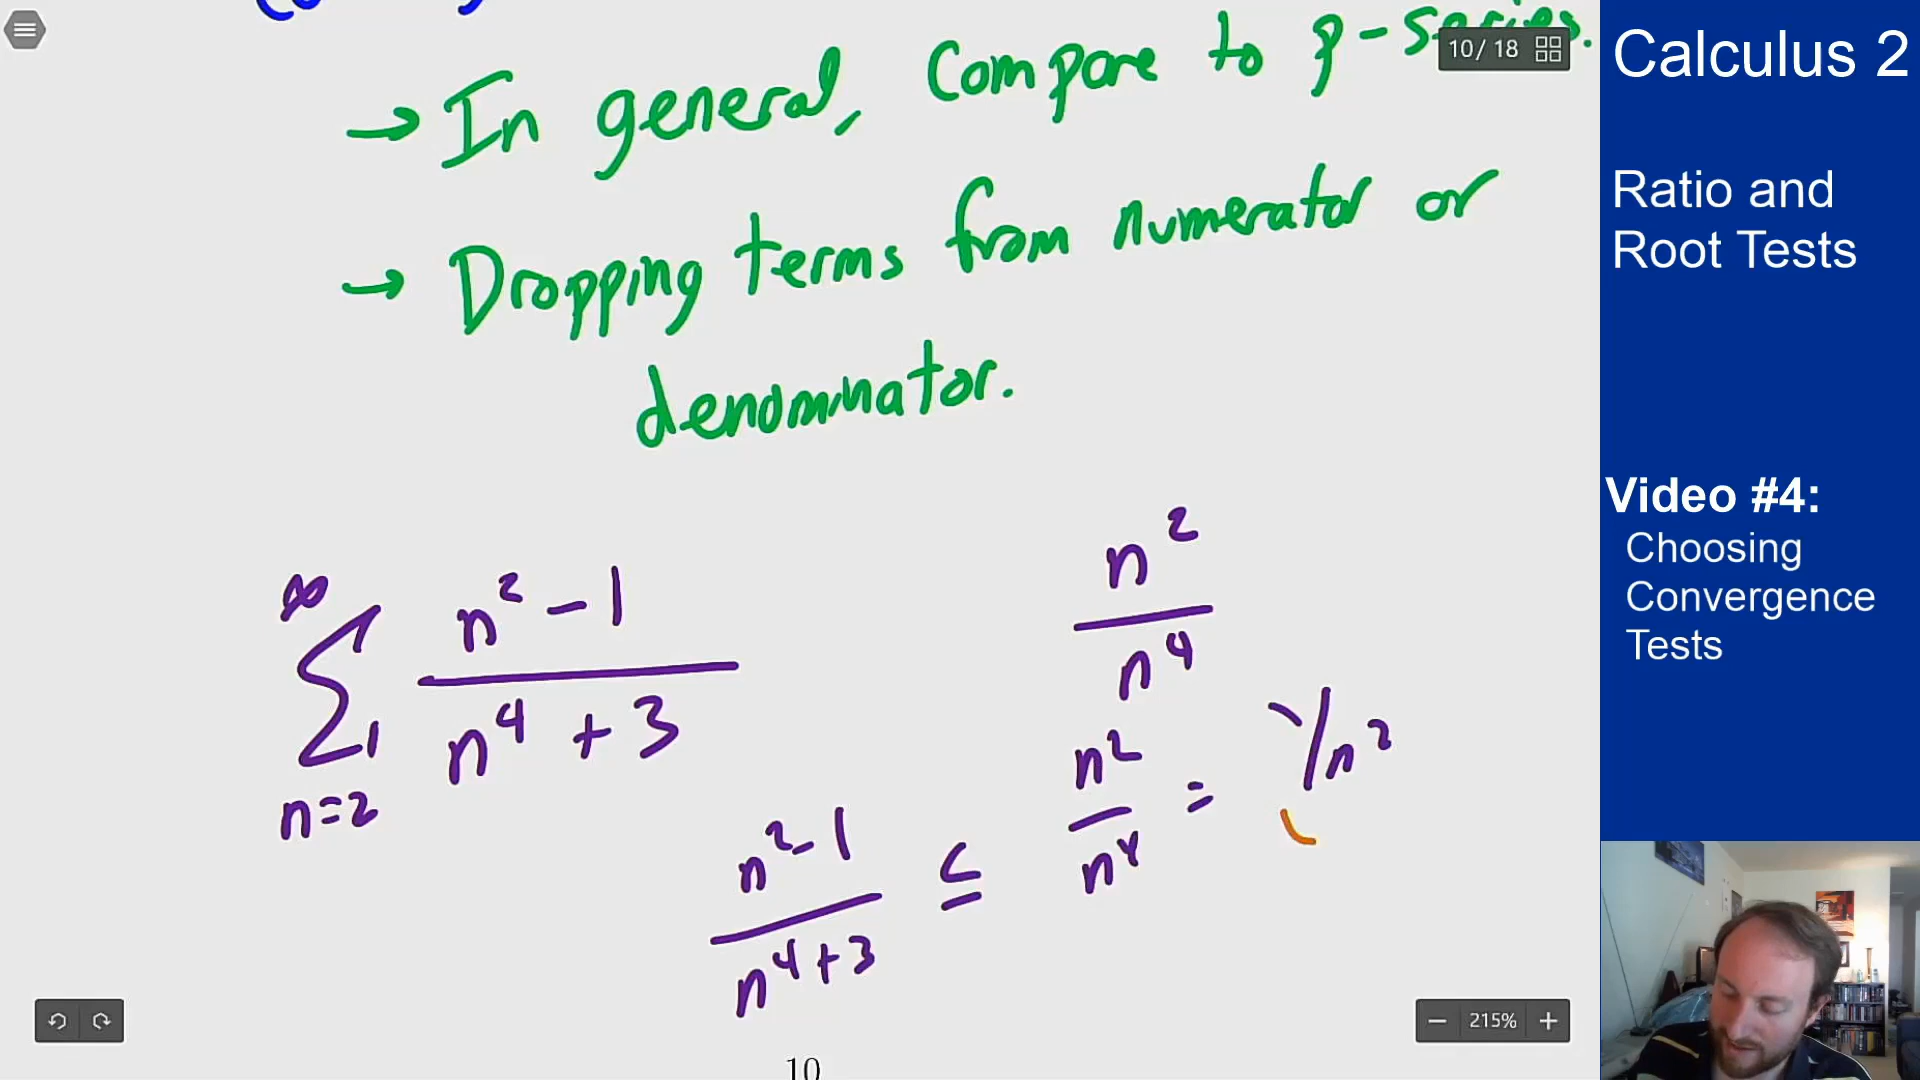 → In general, Compare to p-series.
→ Dropping terms from numerator or
denominator.
∞
Σ
n=2
n² - 1
n⁴ + 3
n²
n⁴
n² - 1
n⁴ + 3
≤
n²
n⁴
= 1/n²
10
10/ 18
215%
Calculus 2
Ratio and
Root Tests
Video #4:
Choosing
Convergence
Tests